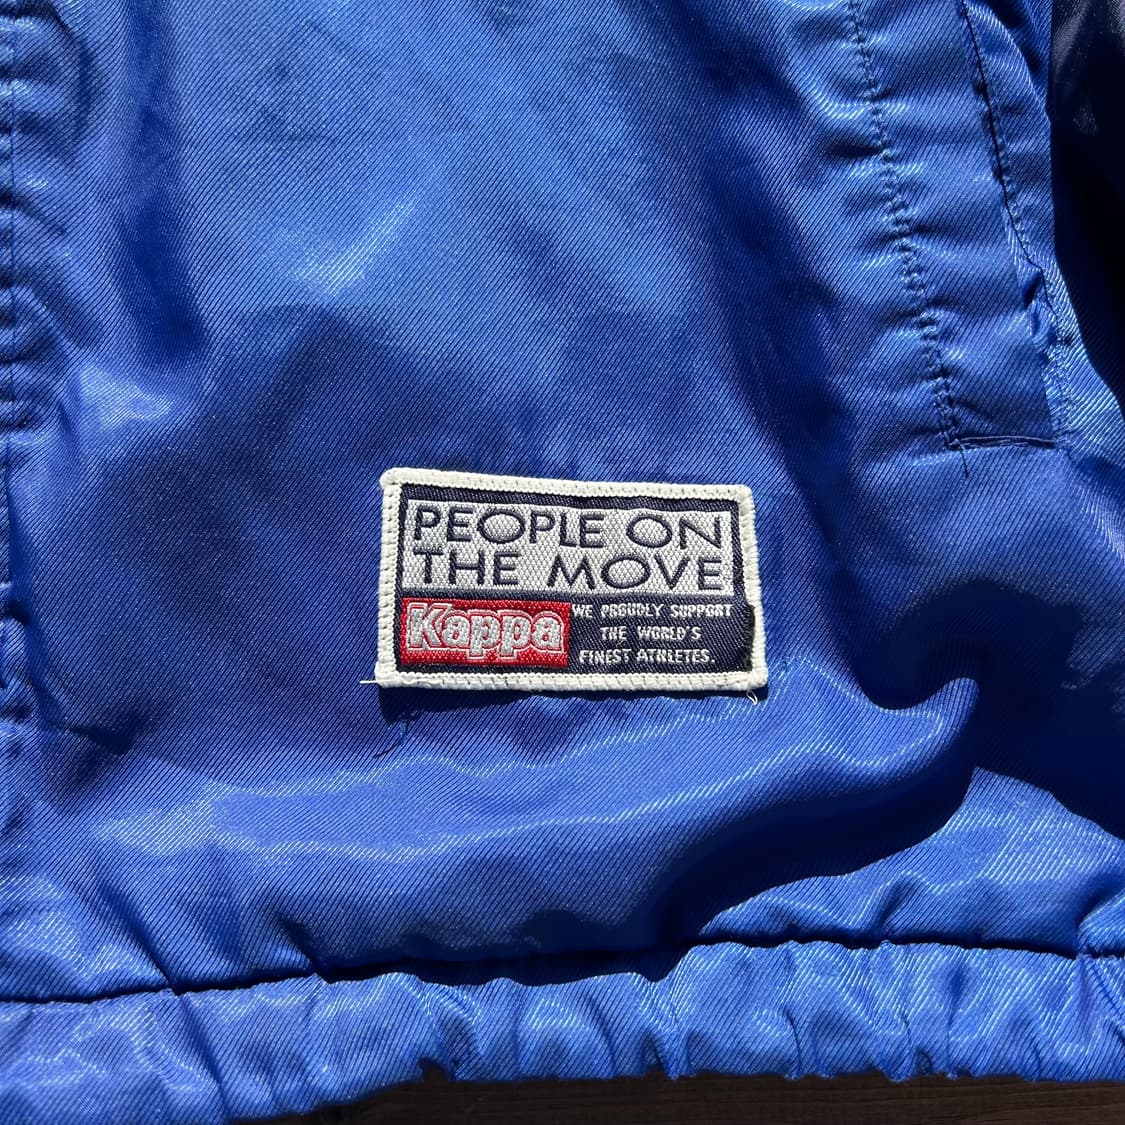 PEOPLE ON
THE MOVE
Kappa
WE PROUDLY SUPPORT
THE WORLD'S
FINEST ATHLETES.